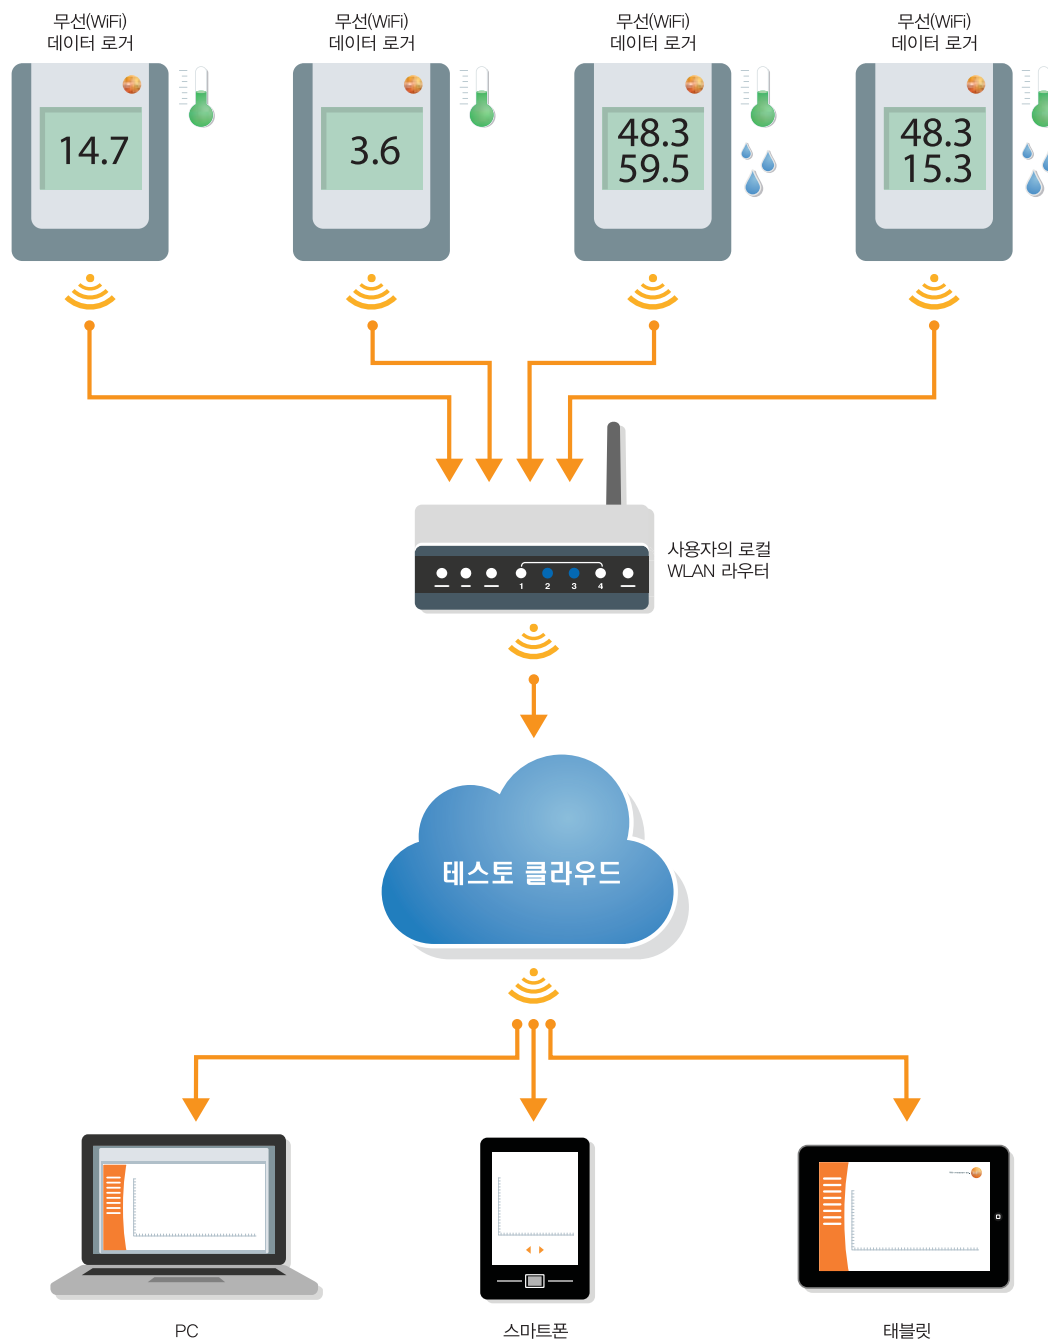 무선(WiFi)
데이터 로거
무선(WiFi)
데이터 로거
무선(WiFi)
데이터 로거
무선(WiFi)
데이터 로거
14.7
3.6
48.3
59.5
48.3
15.3
사용자의 로컬
WLAN 라우터
1 2 3 4
테스토 클라우드
PC
스마트폰
태블릿